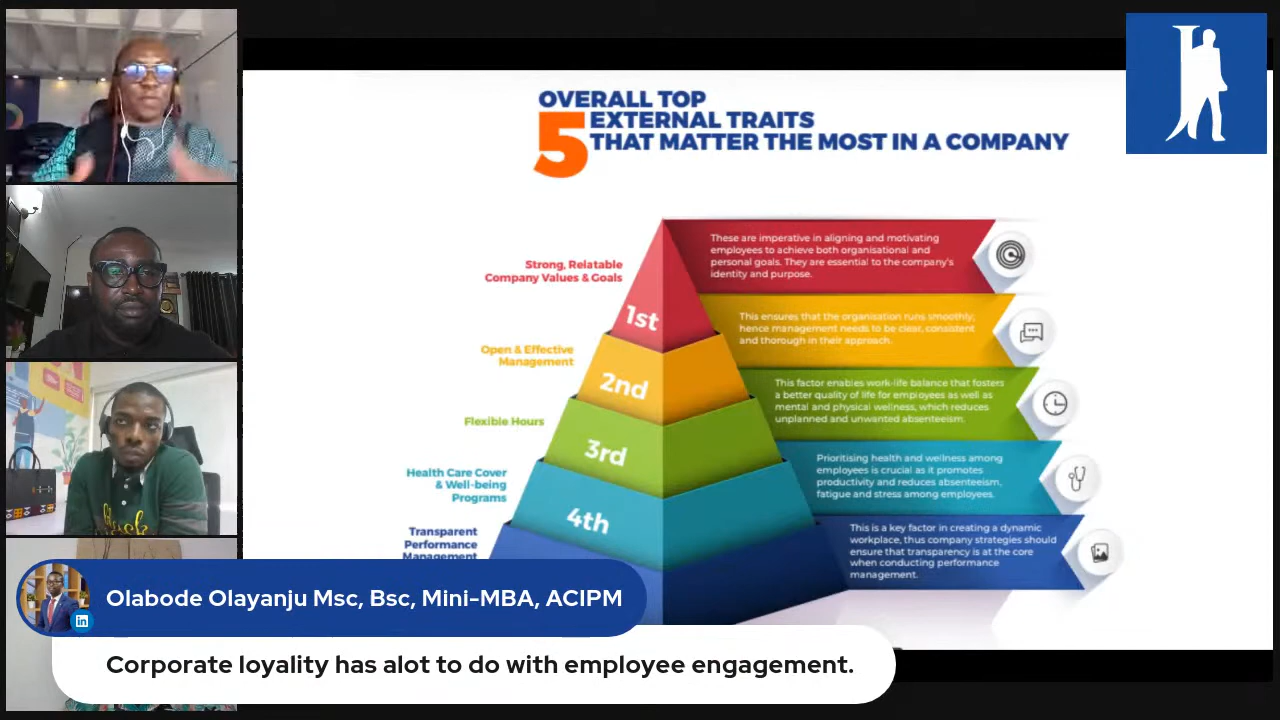 OVERALL TOP
5 EXTERNAL TRAITS
THAT MATTER THE MOST IN A COMPANY
Strong, Relatable
Company Values & Goals
1st
These are imperative in aligning and motivating
employees to achieve both organisational and
personal goals. They are essential to the company's
identity and purpose.
Open & Effective
Management
2nd
This ensures that the organisation runs smoothly;
hence management needs to be clear, consistent
and thorough in their approach.
Flexible Hours
3rd
This factor enables work-life balance that fosters
a better quality of life for employees as well as
mental and physical wellness, which reduces
unplanned and unwanted absenteeism.
Health Care Cover
& Well-being
Programs
4th
Prioritising health and wellness among
employees is crucial as it promotes
productivity and reduces absenteeism,
fatigue and stress among employees.
Transparent
Performance
Management
This is a key factor in creating a dynamic
workplace, thus company strategies should
ensure that transparency is at the core
when conducting performance
management.
in
Olabode Olayanju Msc, Bsc, Mini-MBA, ACIPM
Corporate loyality has alot to do with employee engagement.